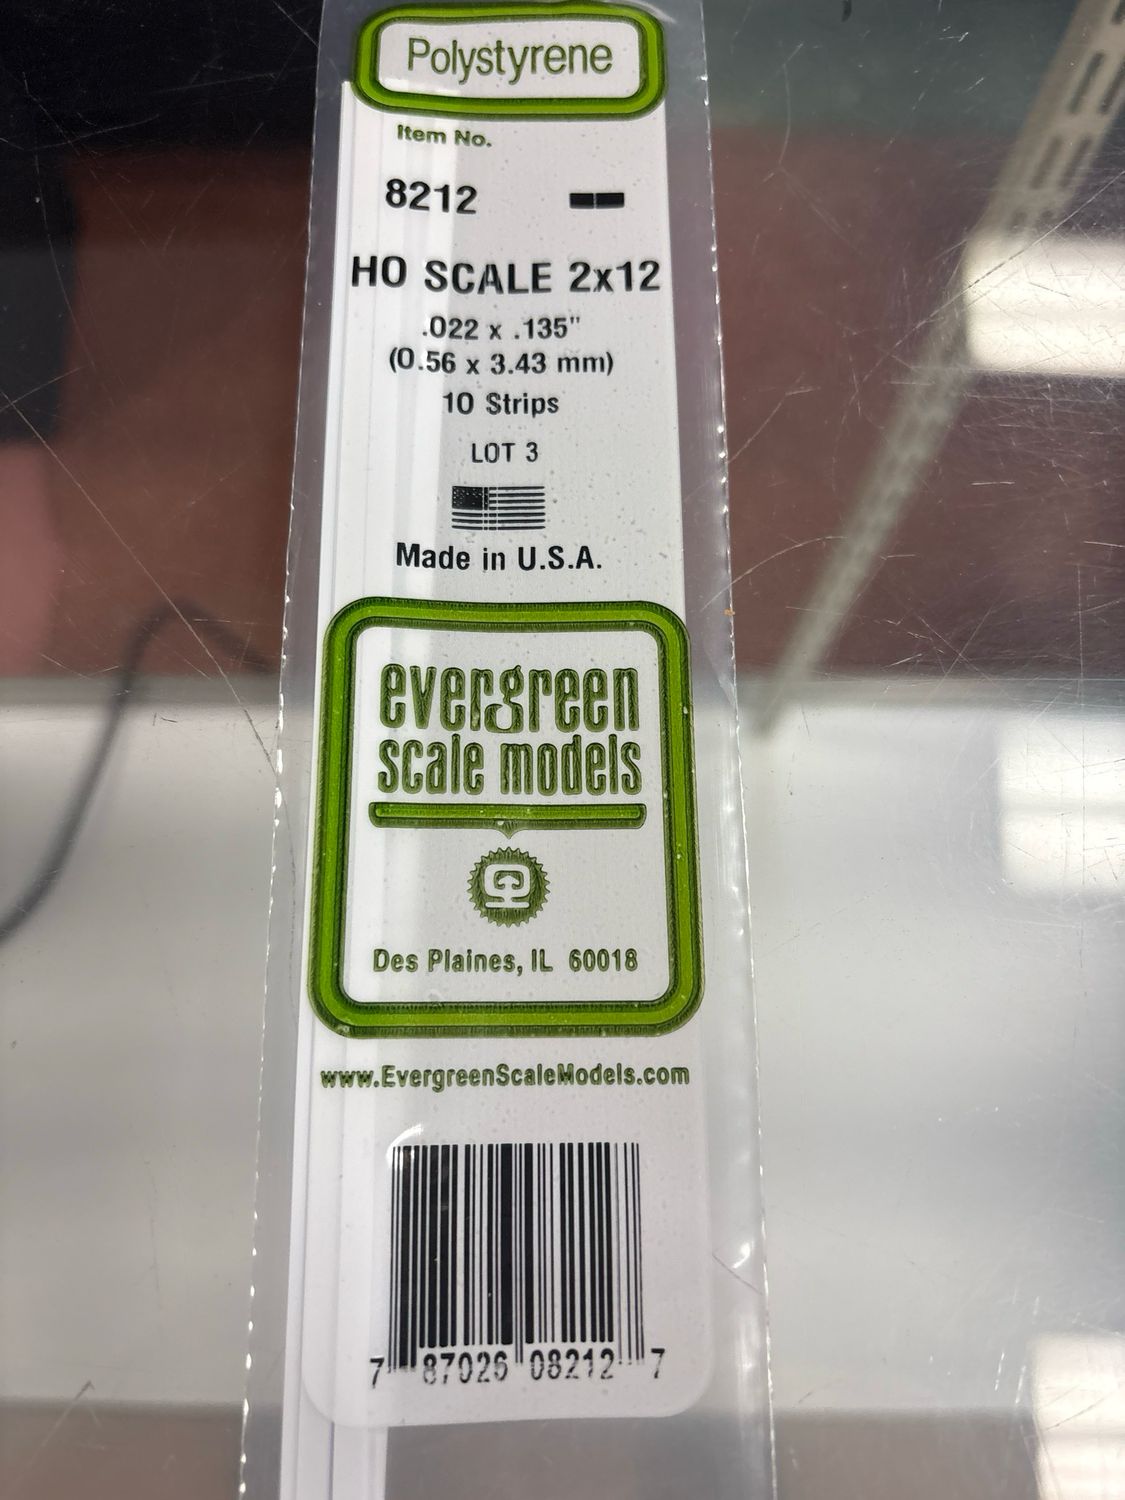 Polystyrene
Item No.
8212
HO SCALE 2x12
.022 x .135"
(0.56 x 3.43 mm)
10 Strips
LOT 3
Made in U.S.A.
evergreen
scale models
Des Plaines, IL 60018
www.EvergreenScaleModels.com
7 87026 08212 7